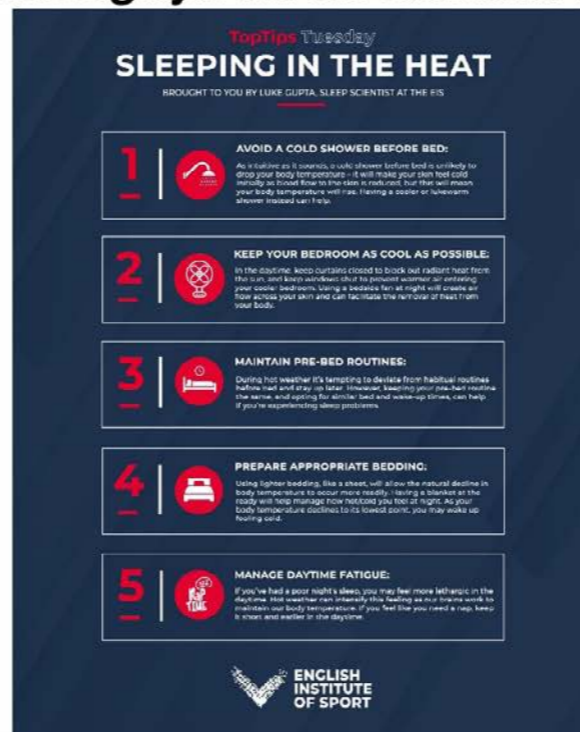 TopTips Tuesday
SLEEPING IN THE HEAT
BROUGHT TO YOU BY LUKE GUPTA, SLEEP SCIENTIST AT THE EIS
1
AVOID A COLD SHOWER BEFORE BED:
As intuitive as it sounds, a cold shower before bed is unlikely to
drop your body temperature – it will make your skin feel cold
initially as blood flow to the skin is reduced, but this will mean
your body temperature will rise. Having a cooler or lukewarm
shower instead can help.
2
KEEP YOUR BEDROOM AS COOL AS POSSIBLE:
In the daytime, keep curtains closed to block out radiant heat from
the sun, and keep windows shut to prevent warmer air entering
your cooler bedroom. Using a bedside fan at night will create air
flow across your skin and can facilitate the removal of heat from
your body.
3
MAINTAIN PRE-BED ROUTINES:
During hot weather it's tempting to deviate from habitual routines
before bed and stay up later. However, keeping your pre-bed routine
the same, and opting for similar bed and wake-up times, can help
if you're experiencing sleep problems.
4
PREPARE APPROPRIATE BEDDING:
Using lighter bedding, like a sheet, will allow the natural decline in
body temperature to occur more readily. Having a blanket at the
ready will help manage how hot/cold you feel at night. As your
body temperature declines to its lowest point, you may wake up
feeling cold.
5
NAP
TIME
MANAGE DAYTIME FATIGUE:
If you've had a poor night's sleep, you may feel more lethargic in the
daytime. Hot weather can intensify this feeling as our brains work to
maintain our body temperature. If you feel like you need a nap, keep
it short and earlier in the daytime.
ENGLISH
INSTITUTE
OF SPORT